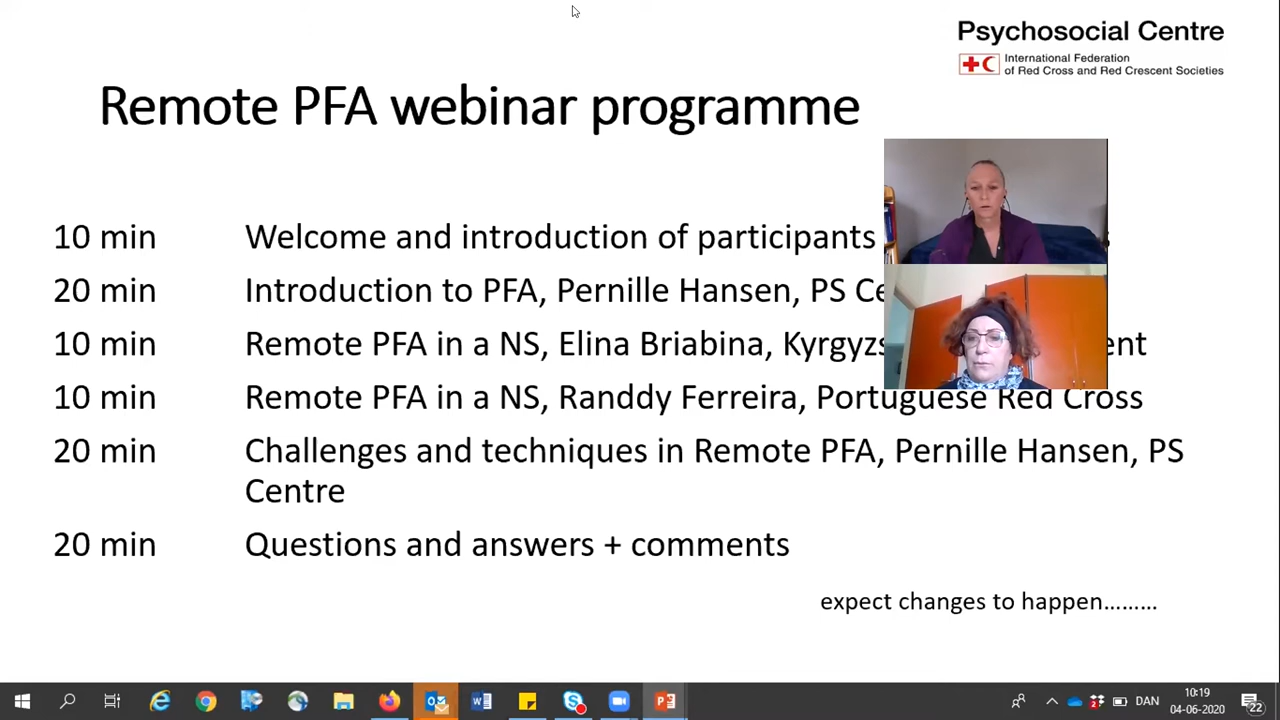 Psychosocial Centre
International Federation
of Red Cross and Red Crescent Societies
Remote PFA webinar programme
10 min Welcome and introduction of participants
20 min Introduction to PFA, Pernille Hansen, PS
10 min Remote PFA in a NS, Elina Briabina,
10 min Remote PFA in a NS, Randdy Ferreira, Portuguese Red Cross
20 min Challenges and techniques in Remote PFA, Pernille Hansen, PS
Centre
20 min Questions and answers + comments
expect changes to happen………
DAN
10:19
04-06-2020
22